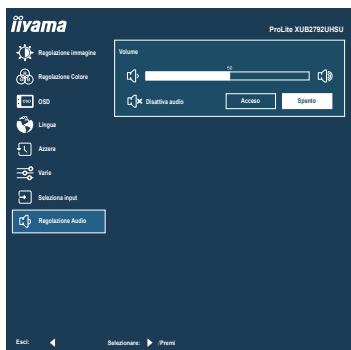 iiyama
ProLite XUB2792UHSU
Regolazione immagine
Regolazione Colore
OSD
OSD
Lingua
Azzera
Varie
Seleziona input
Regolazione Audio
Volume
50
Disattiva audio
Acceso
Spento
Esci:
Selezionare: /Premi